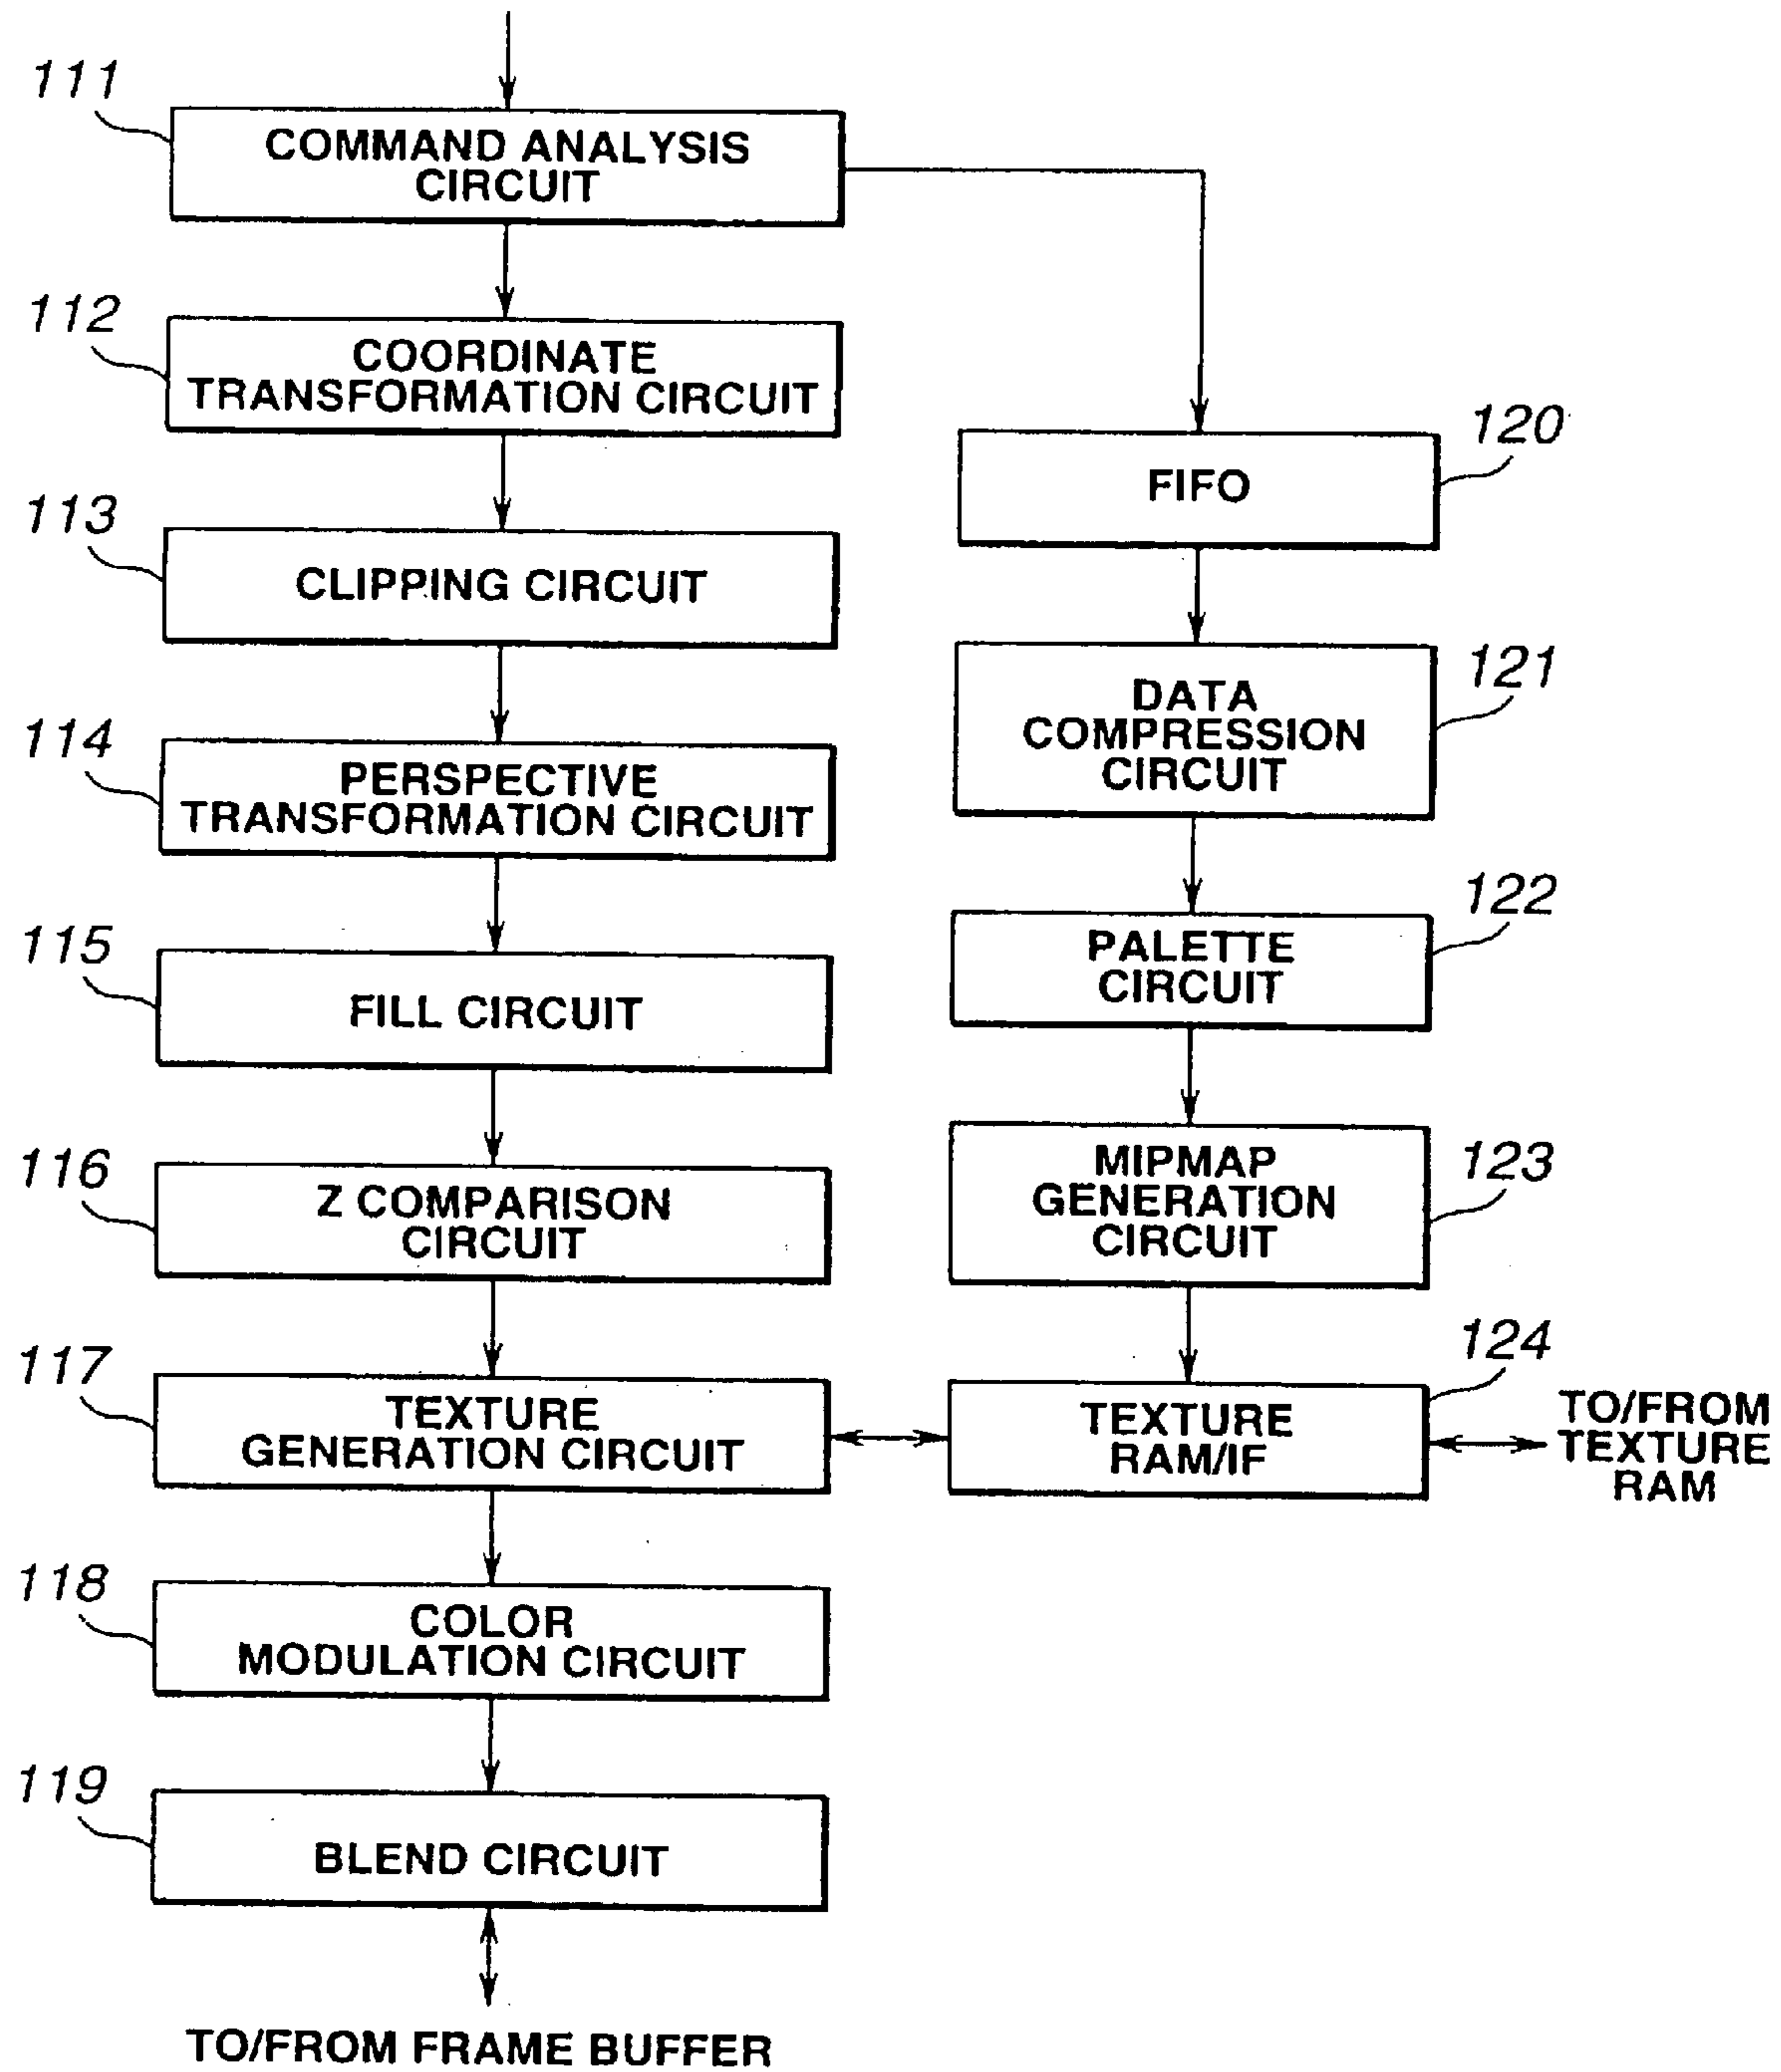 111
COMMAND ANALYSIS
CIRCUIT
112
COORDINATE
TRANSFORMATION CIRCUIT
113
CLIPPING CIRCUIT
114
PERSPECTIVE
TRANSFORMATION CIRCUIT
115
FILL CIRCUIT
116
Z COMPARISON
CIRCUIT
117
TEXTURE
GENERATION CIRCUIT
118
COLOR
MODULATION CIRCUIT
119
BLEND CIRCUIT
TO/FROM FRAME BUFFER
120
FIFO
121
DATA
COMPRESSION
CIRCUIT
122
PALETTE
CIRCUIT
123
MIPMAP
GENERATION
CIRCUIT
124
TEXTURE
RAM/IF
TO/FROM
TEXTURE
RAM